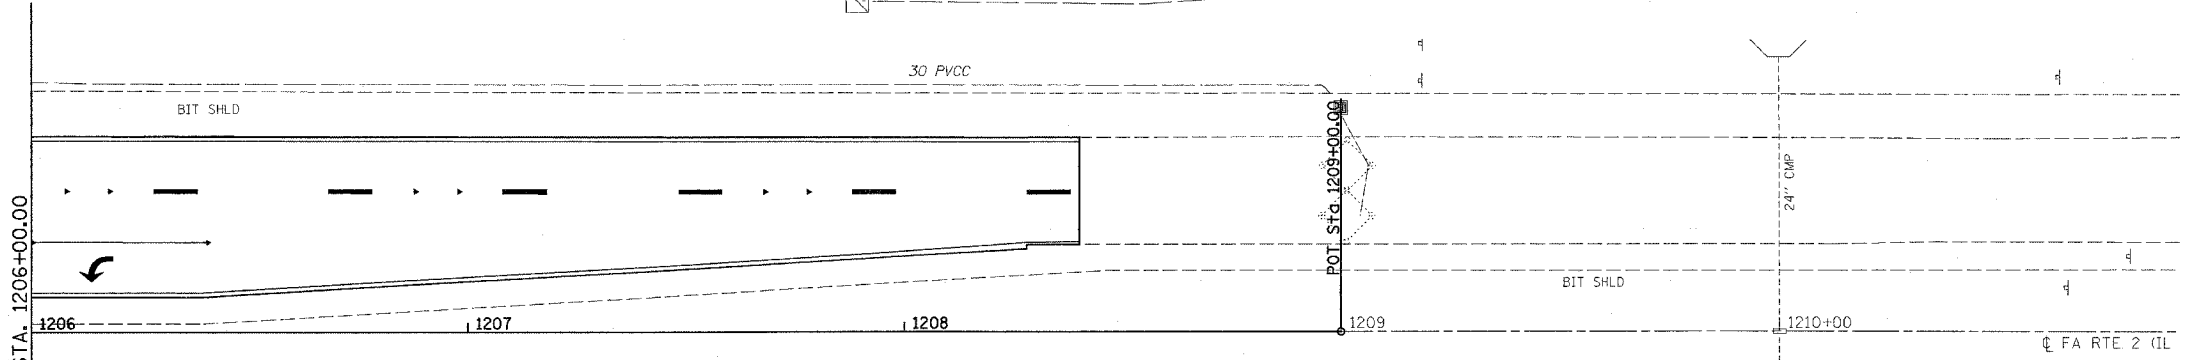 30 PVCC
BIT SHLD
STA. 1206+00.00
POT Sta 1209+00.00
24" CMP
BIT SHLD
1206
1207
1208
1209
1210+00
℄ FA RTE 2 (IL